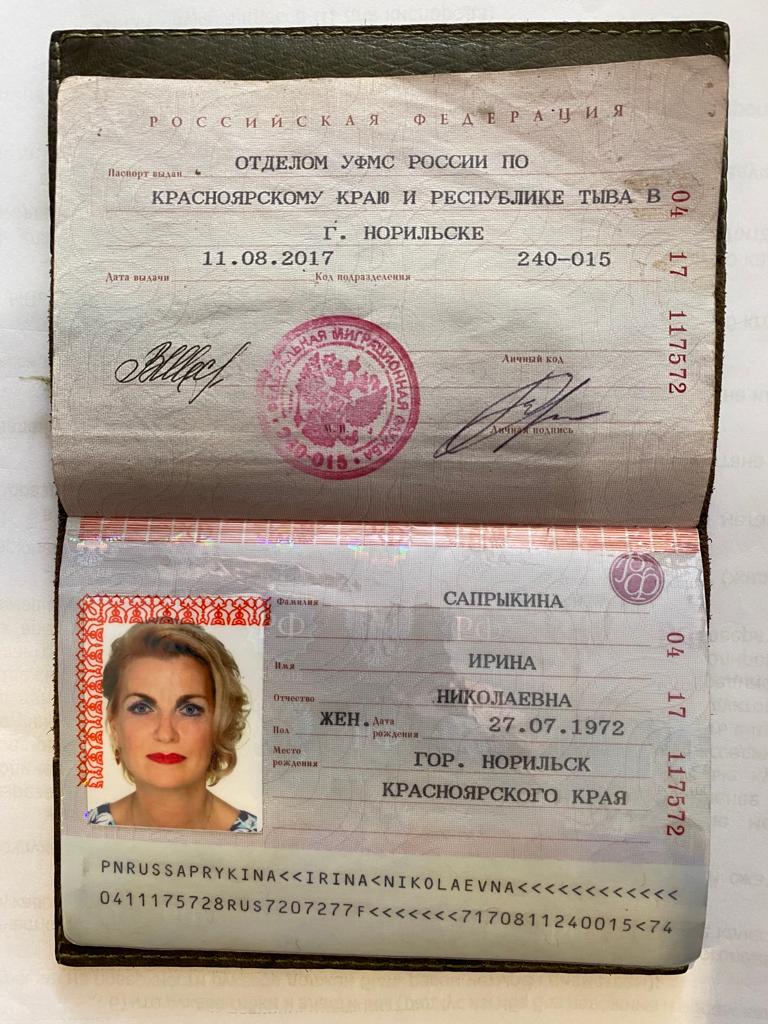 РОССИЙСКАЯ ФЕДЕРАЦИЯ
Паспорт выдан ОТДЕЛОМ УФМС РОССИИ ПО
КРАСНОЯРСКОМУ КРАЮ И РЕСПУБЛИКЕ ТЫВА В
Г. НОРИЛЬСКЕ
11.08.2017 240-015
Дата выдачи Код подразделения
04 17 117572
Личный код
ФЕДЕРАЛЬНАЯ МИГРАЦИОННАЯ СЛУЖБА
240-015
М.П.
Личная подпись
РФ
Фамилия САПРЫКИНА
Имя ИРИНА
Отчество НИКОЛАЕВНА
Пол ЖЕН. Дата рождения 27.07.1972
Место рождения ГОР. НОРИЛЬСК
КРАСНОЯРСКОГО КРАЯ
04 17 117572
PNRUSSAPRYKINA<<IRINA<NIKOLAEVNA<<<<<<<<<<<<
0411175728RUS7207277F<<<<<<<7170811240015<74